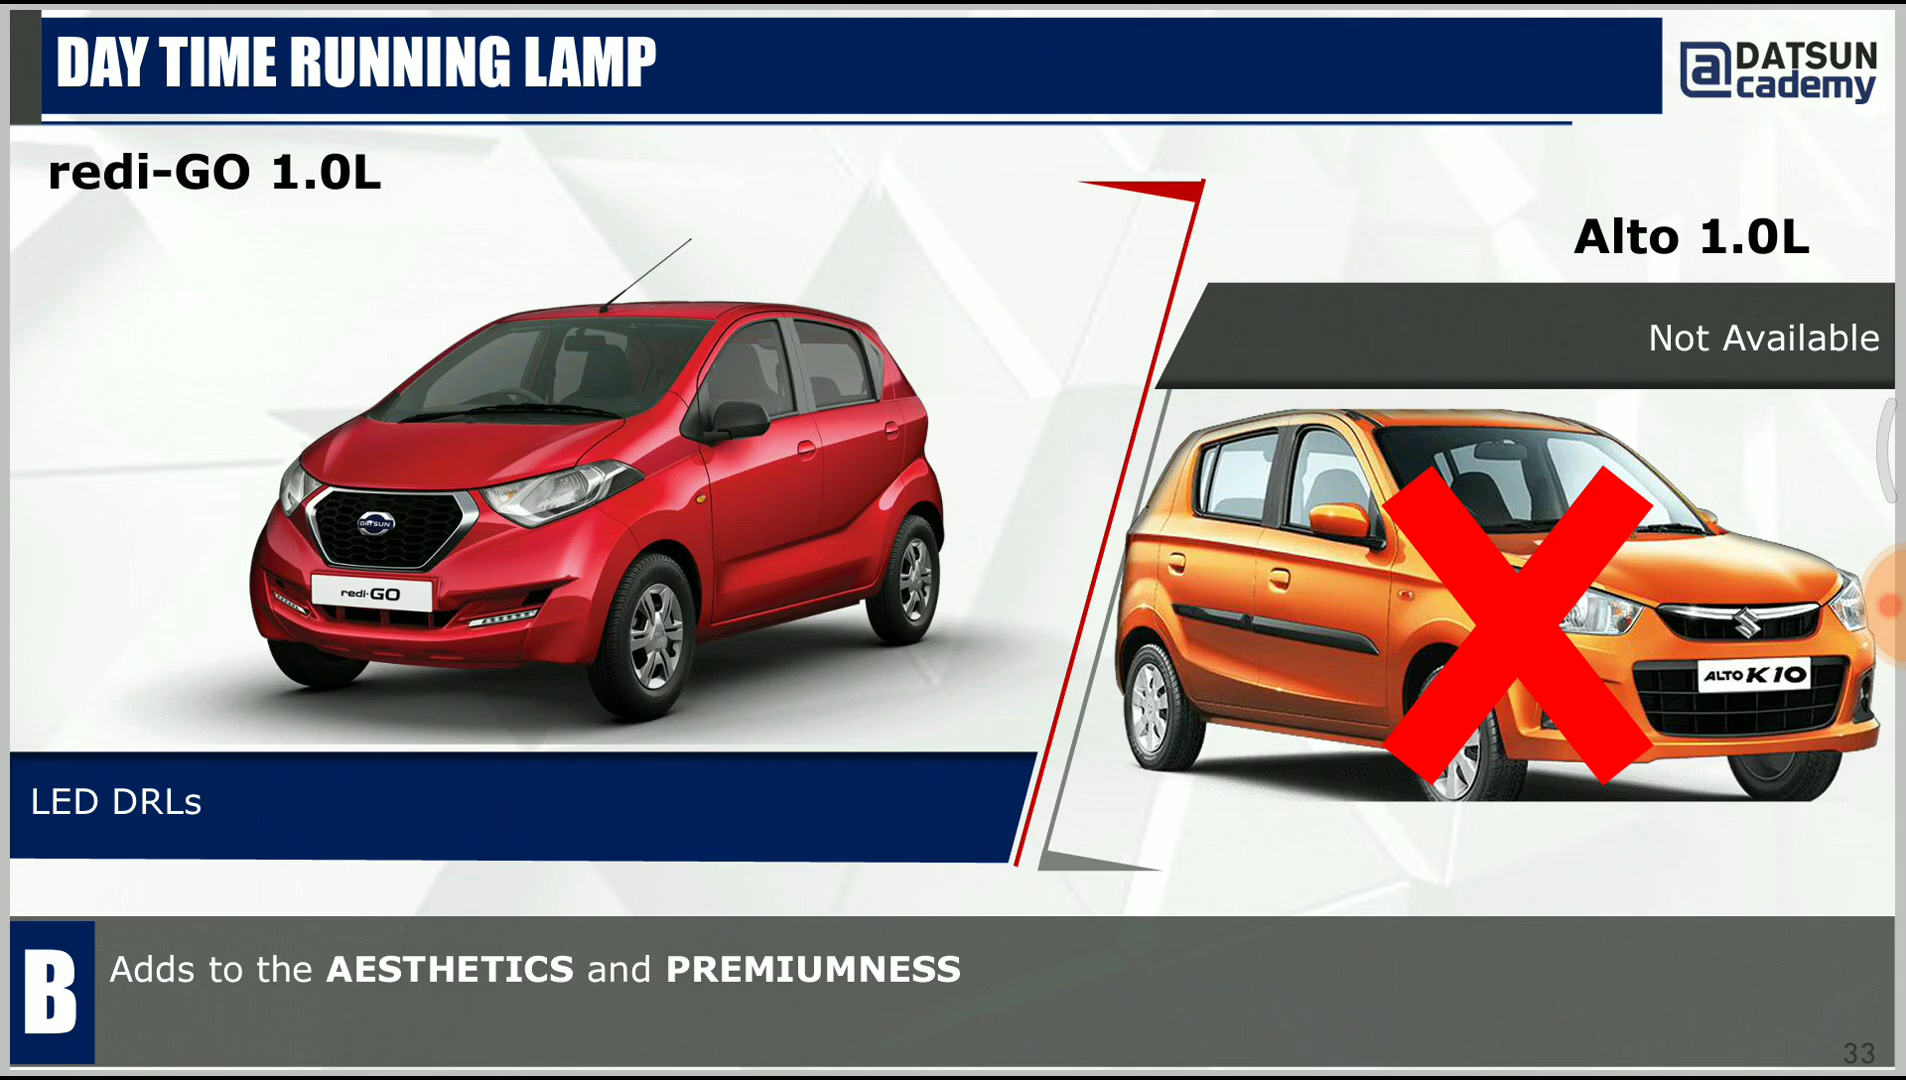 DAY TIME RUNNING LAMP
a DATSUN
cademy
redi-GO 1.0L
Alto 1.0L
Not Available
DATSUN
redi-GO
ALTO K10
LED DRLs
B
Adds to the AESTHETICS and PREMIUMNESS
33